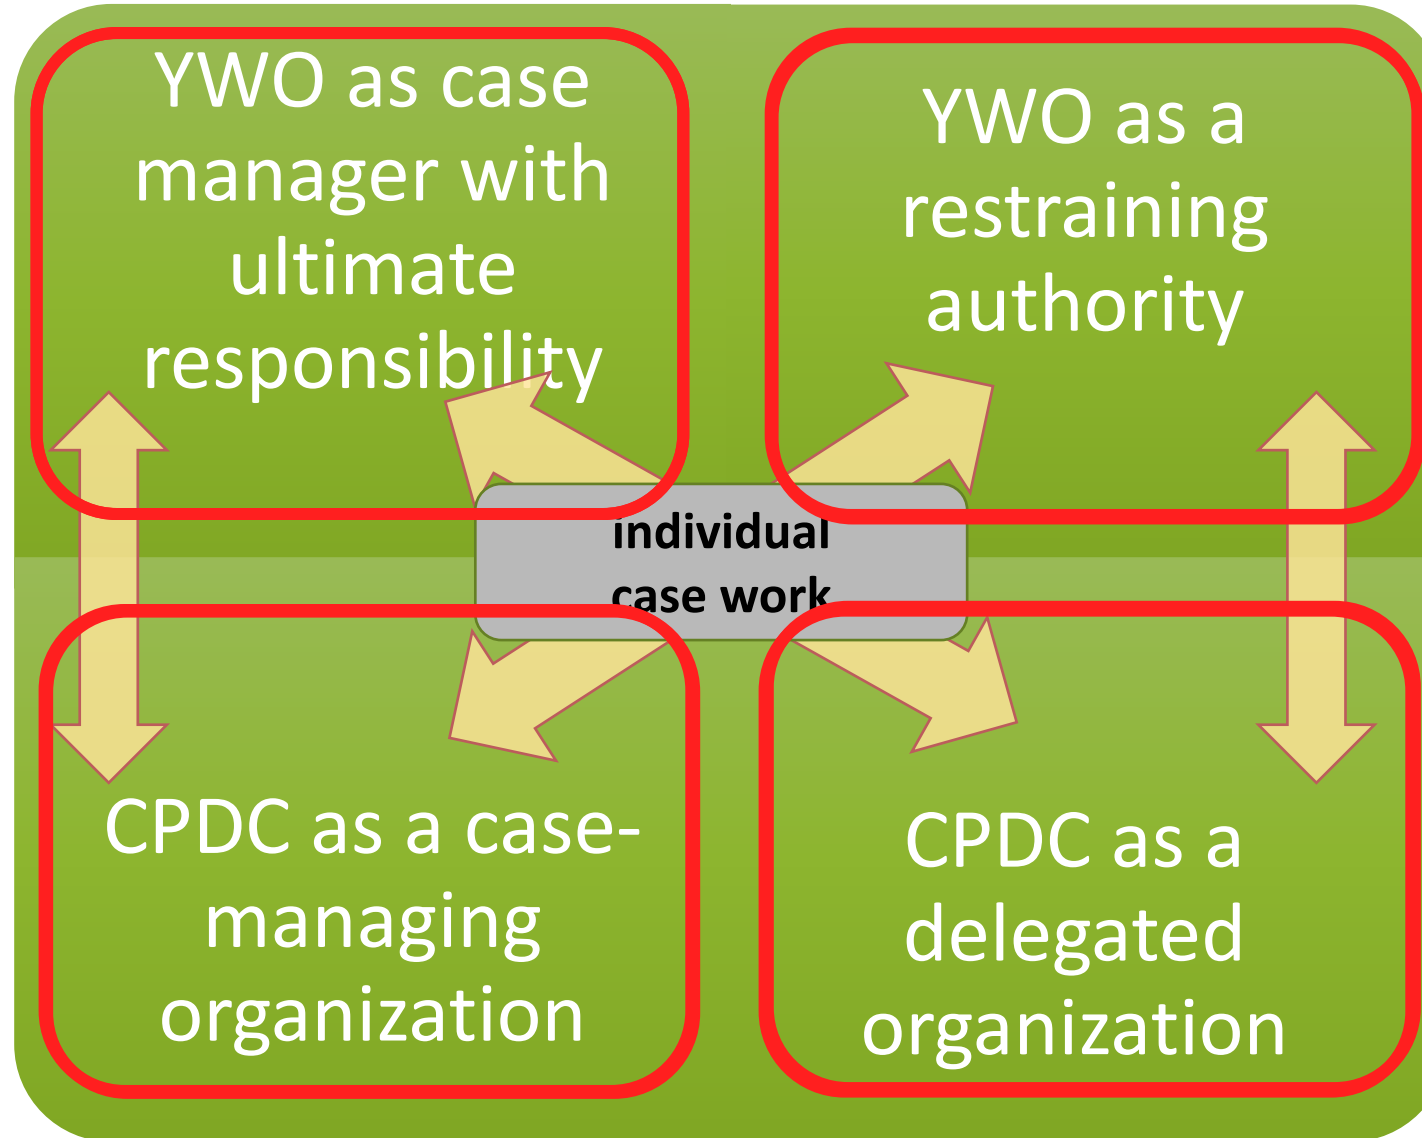 YWO as case
manager with
ultimate
responsibility
YWO as a
restraining
authority
individual
case work
CPDC as a case-
managing
organization
CPDC as a
delegated
organization